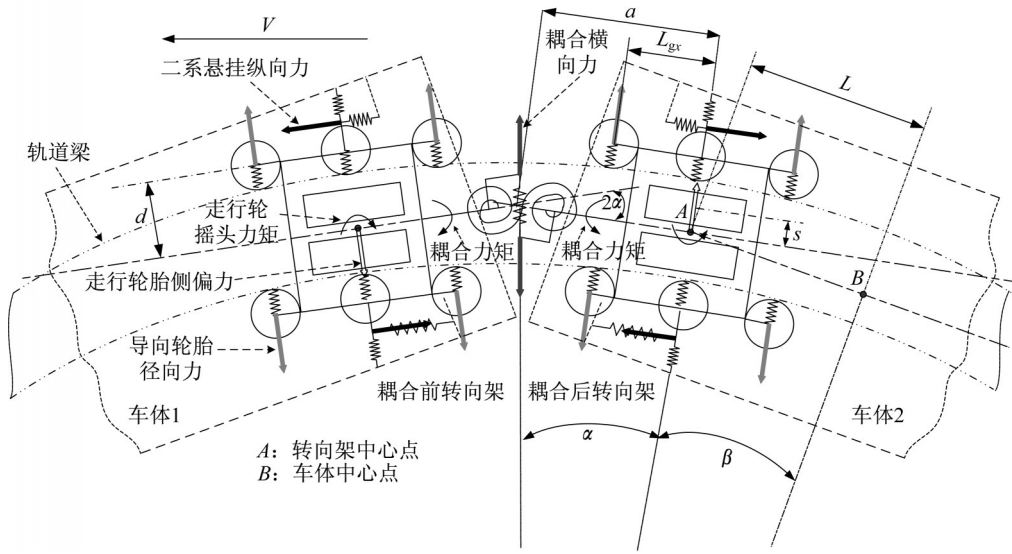 V
二系悬挂纵向力
耦合横
向力
a
L_gx
L
轨道梁
d
走行轮
摇头力矩
耦合力矩
耦合力矩
2α
A
s
走行轮胎侧偏力
B
导向轮胎
径向力
耦合前转向架
耦合后转向架
车体1
车体2
α
β
A：转向架中心点
B：车体中心点